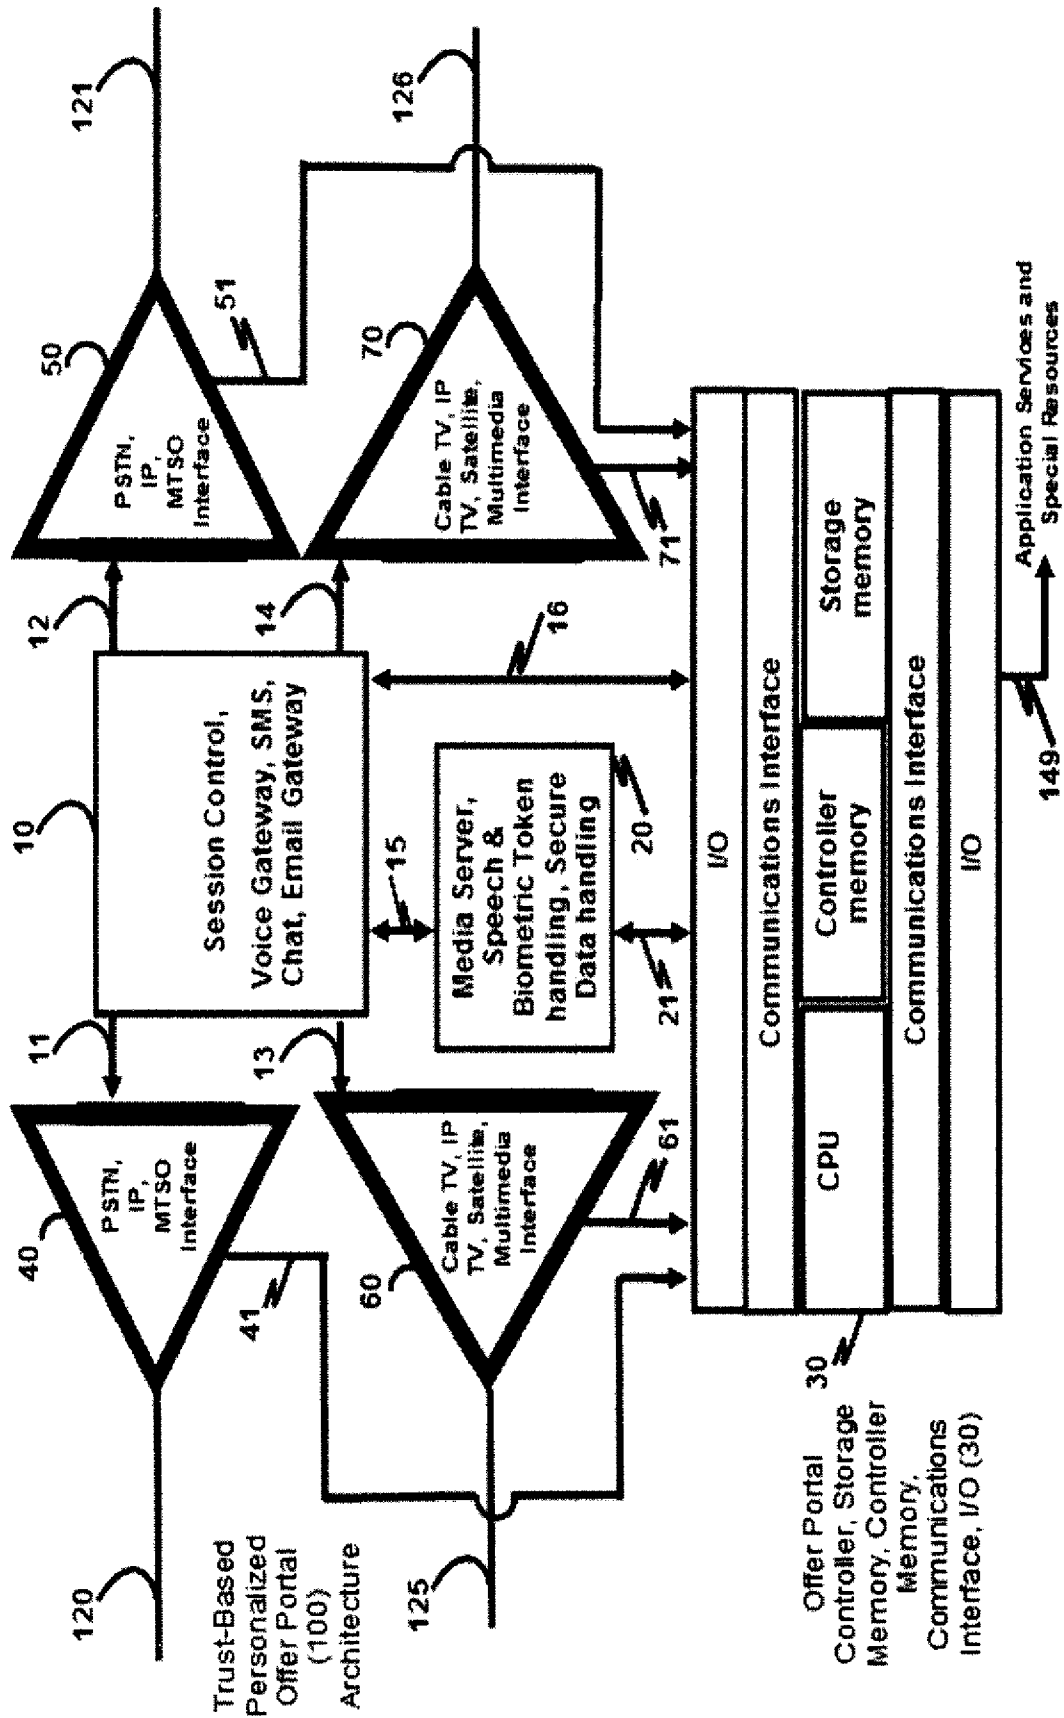 120
40
PSTN,
IP,
MTSO
Interface
11
10
Session Control,
Voice Gateway, SMS,
Chat, Email Gateway
12
50
PSTN,
IP,
MTSO
Interface
121
Trust-Based
Personalized
Offer Portal
(100)
Architecture
41
13
14
51
125
60
Cable TV, IP
TV, Satellite,
Multimedia
Interface
15
70
Cable TV, IP
TV, Satellite,
Multimedia
Interface
126
Media Server,
Speech &
Biometric Token
handling, Secure
Data handling
16
61
21
20
71
I/O
Communications Interface
CPU
Controller
memory
Storage
memory
Communications Interface
I/O
30
Offer Portal
Controller, Storage
Memory, Controller
Memory,
Communications
Interface, I/O (30)
149
Application Services and
Special Resources